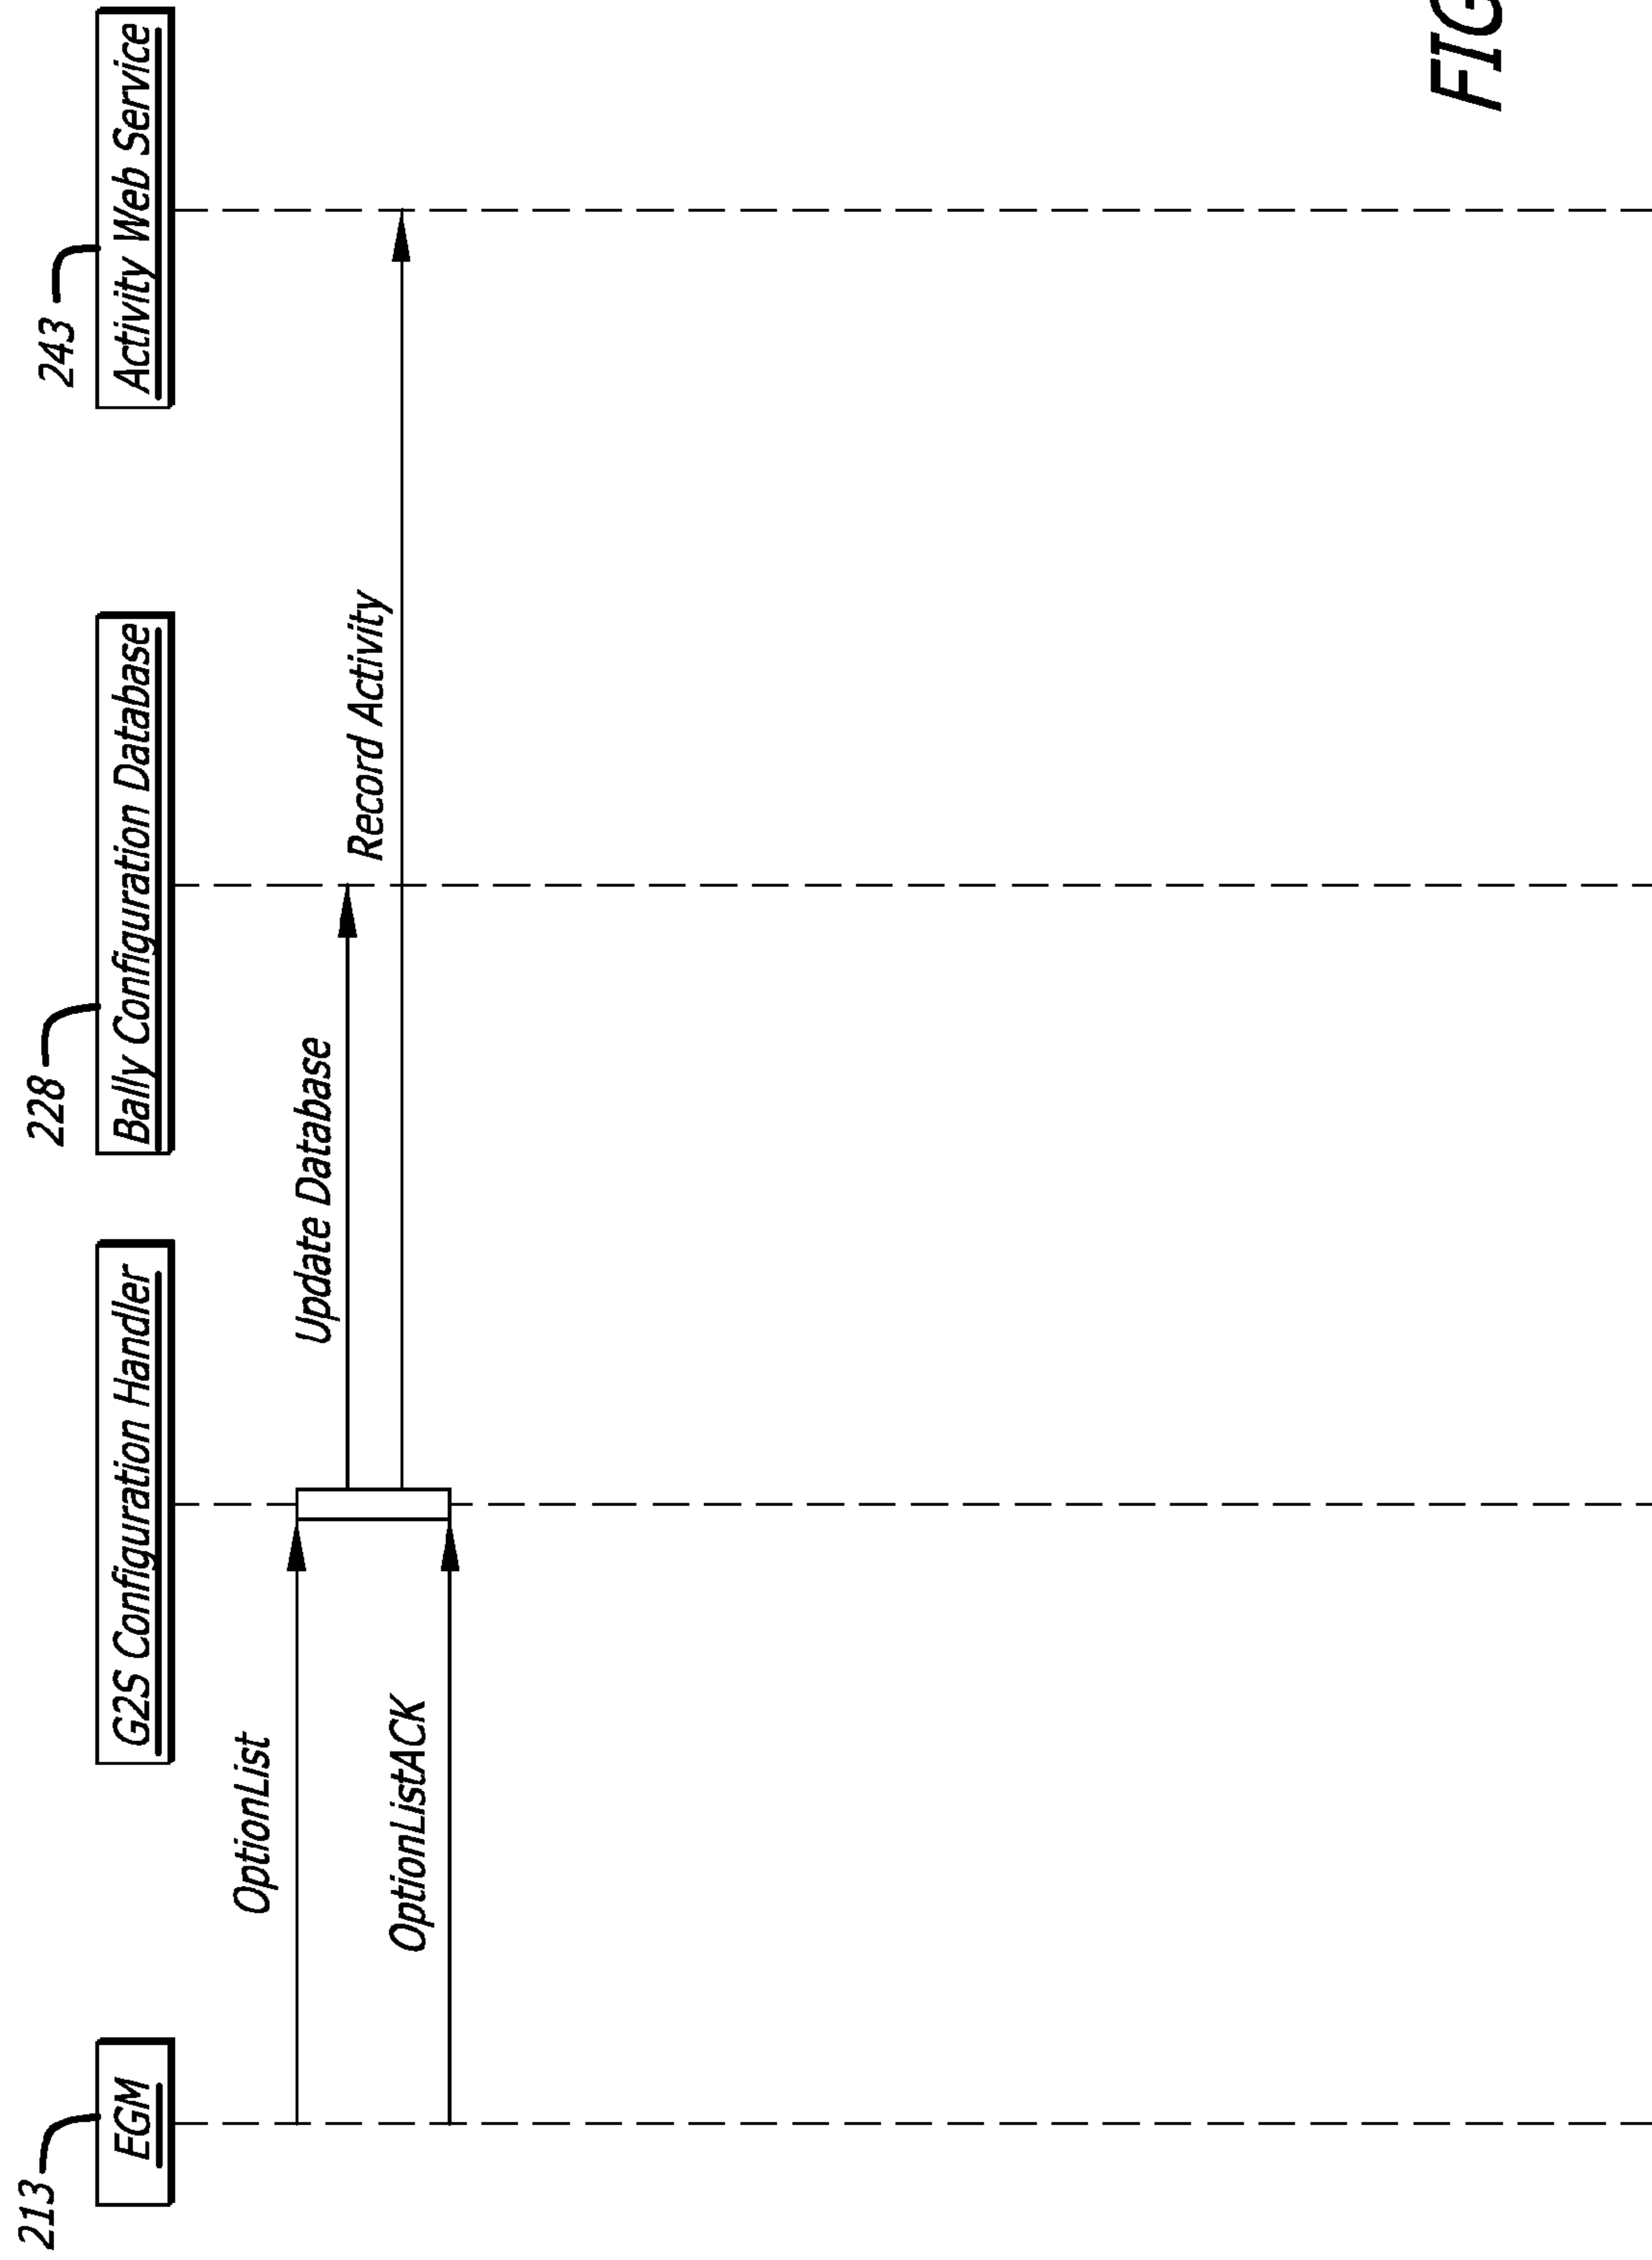 213
EGM
G2S Configuration Handler
228
Bally Configuration Database
243
Activity Web Service
OptionList
Update Database
Record Activity
OptionListACK
FIG